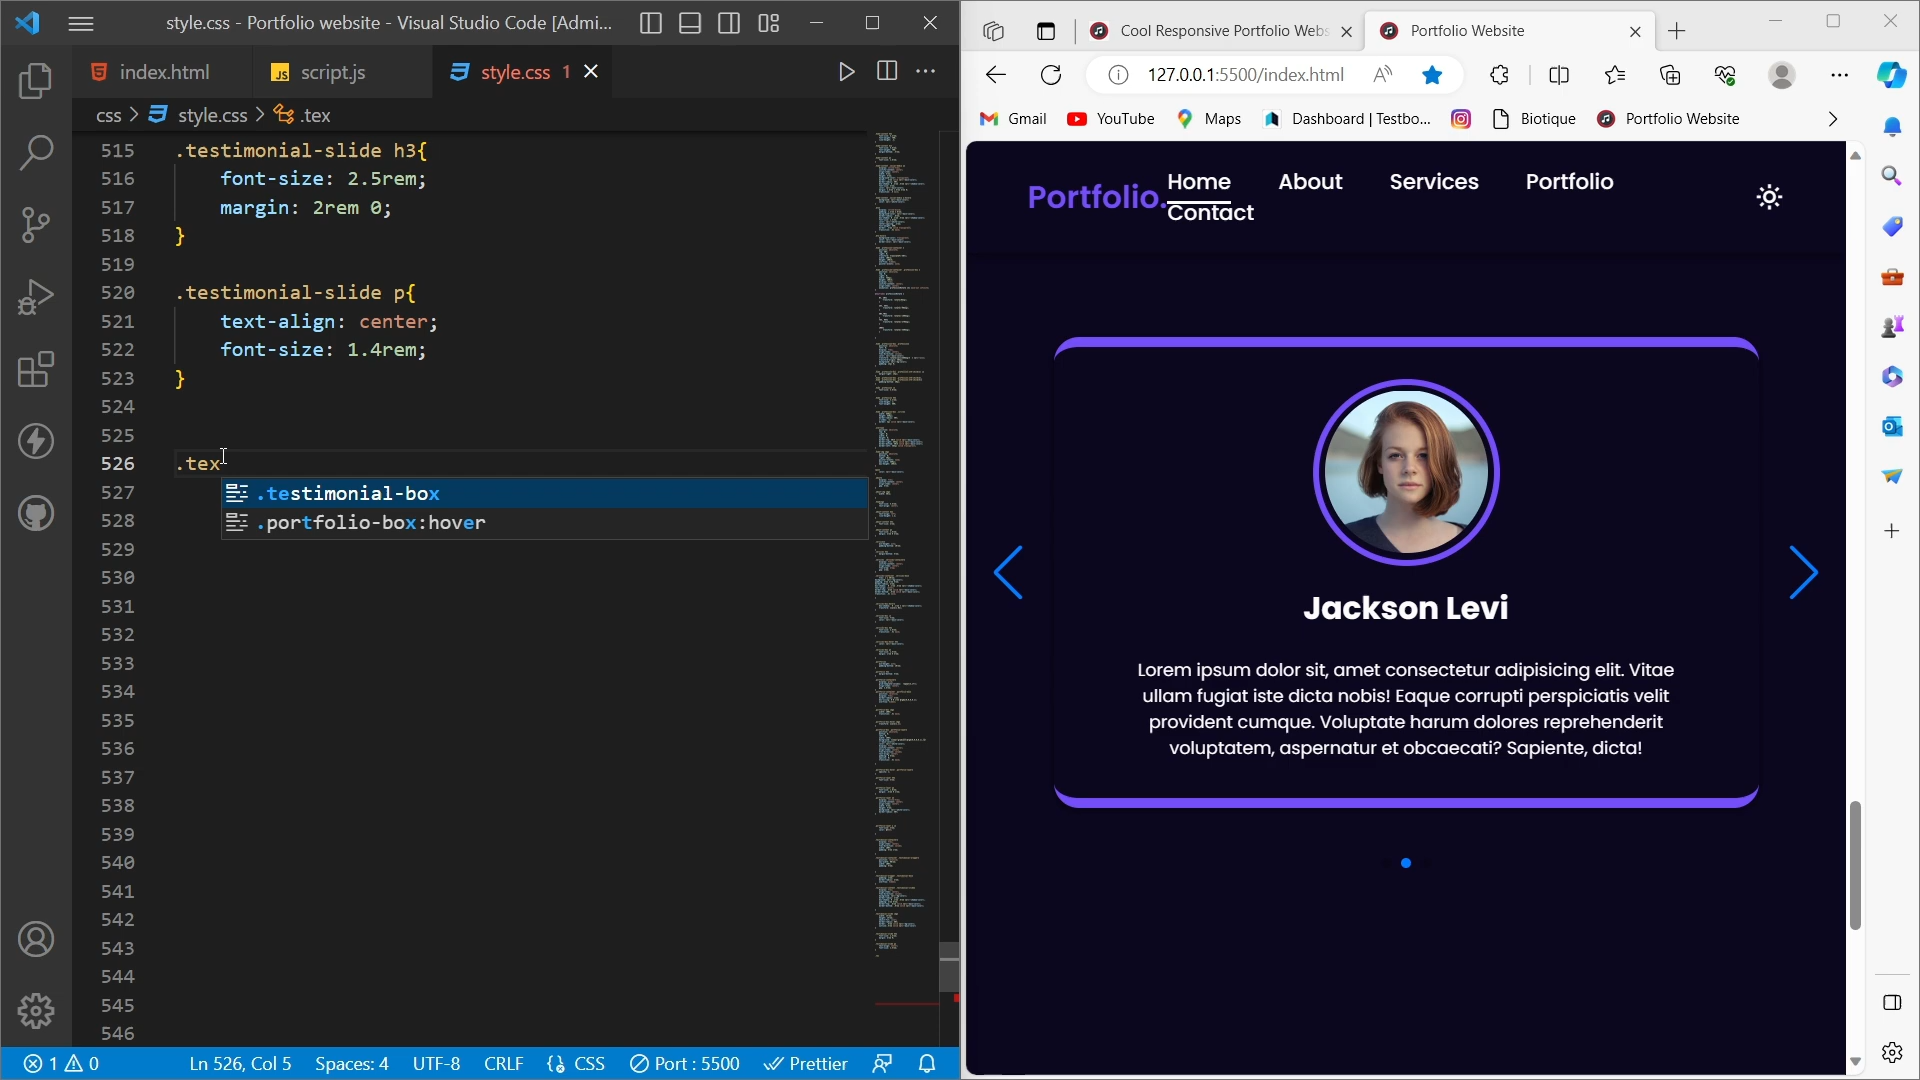 style.css - Portfolio website - Visual Studio Code [Admi...
index.html
JS script.js
style.css 1
css > style.css > .tex
515 .testimonial-slide h3{
516 font-size: 2.5rem;
517 margin: 2rem 0;
518 }
519
520 .testimonial-slide p{
521 text-align: center;
522 font-size: 1.4rem;
523 }
524
525
526 .tex
527 .testimonial-box
528 .portfolio-box:hover
529
530
531
532
533
534
535
536
537
538
539
540
541
542
543
544
545
546
1 0 Ln 526, Col 5 Spaces: 4 UTF-8 CRLF {} CSS Port : 5500 Prettier
Cool Responsive Portfolio Webs
Portfolio Website
127.0.0.1:5500/index.html
Gmail YouTube Maps Dashboard | Testbo... Biotique Portfolio Website
Portfolio.
Home About Services Portfolio
Contact
Jackson Levi
Lorem ipsum dolor sit, amet consectetur adipisicing elit. Vitae
ullam fugiat iste dicta nobis! Eaque corrupti perspiciatis velit
provident cumque. Voluptate harum dolores reprehenderit
voluptatem, aspernatur et obcaecati? Sapiente, dicta!